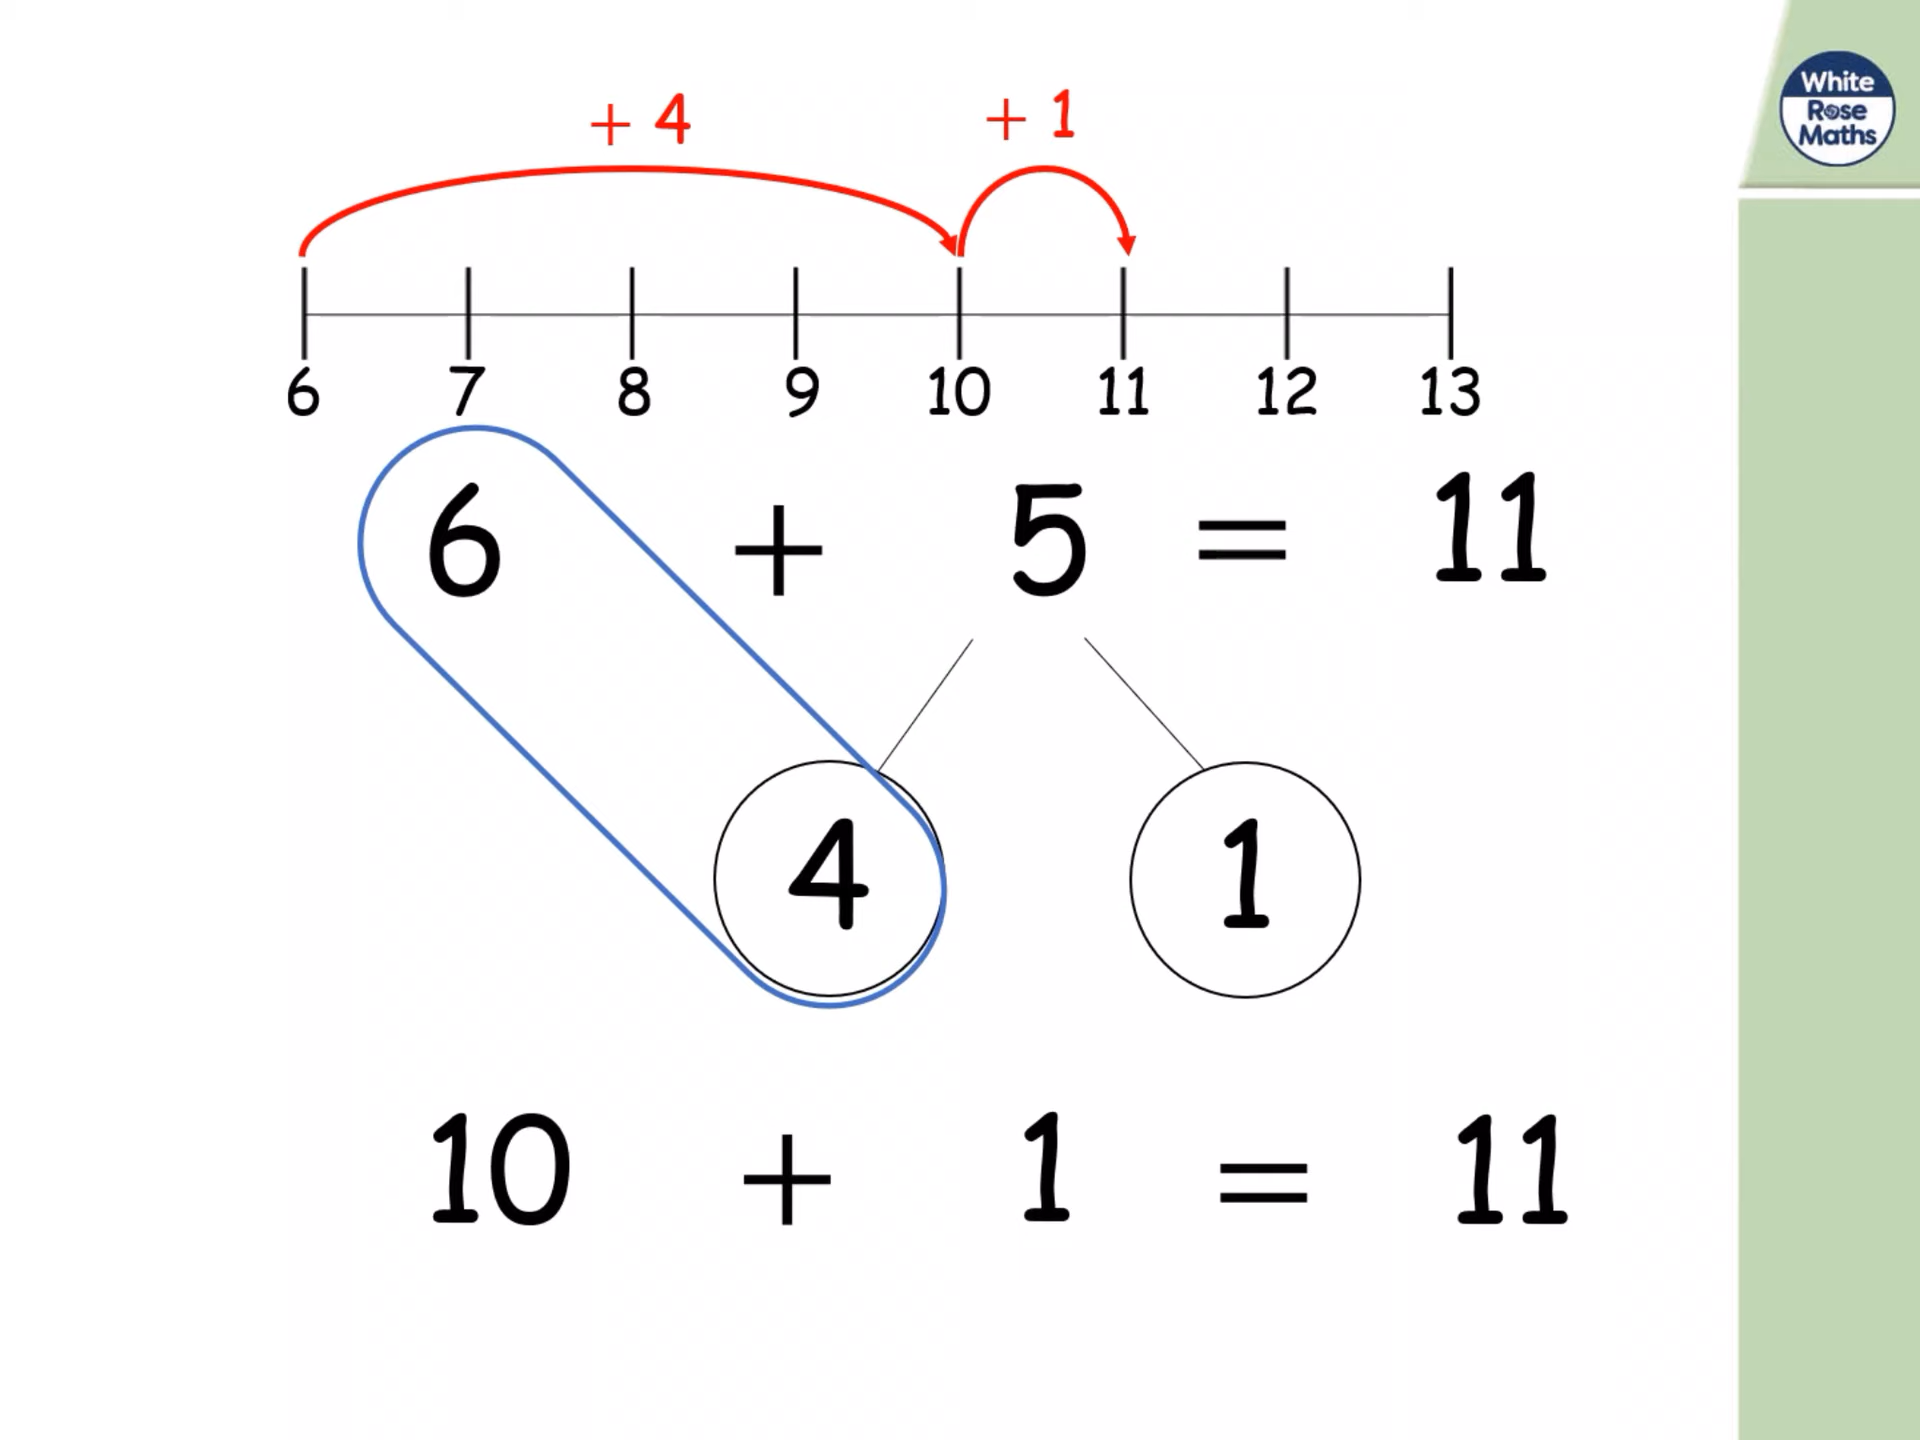 + 4 + 1
White
Rose
Maths
6 7 8 9 10 11 12 13
6 + 5 = 11
4 1
10 + 1 = 11